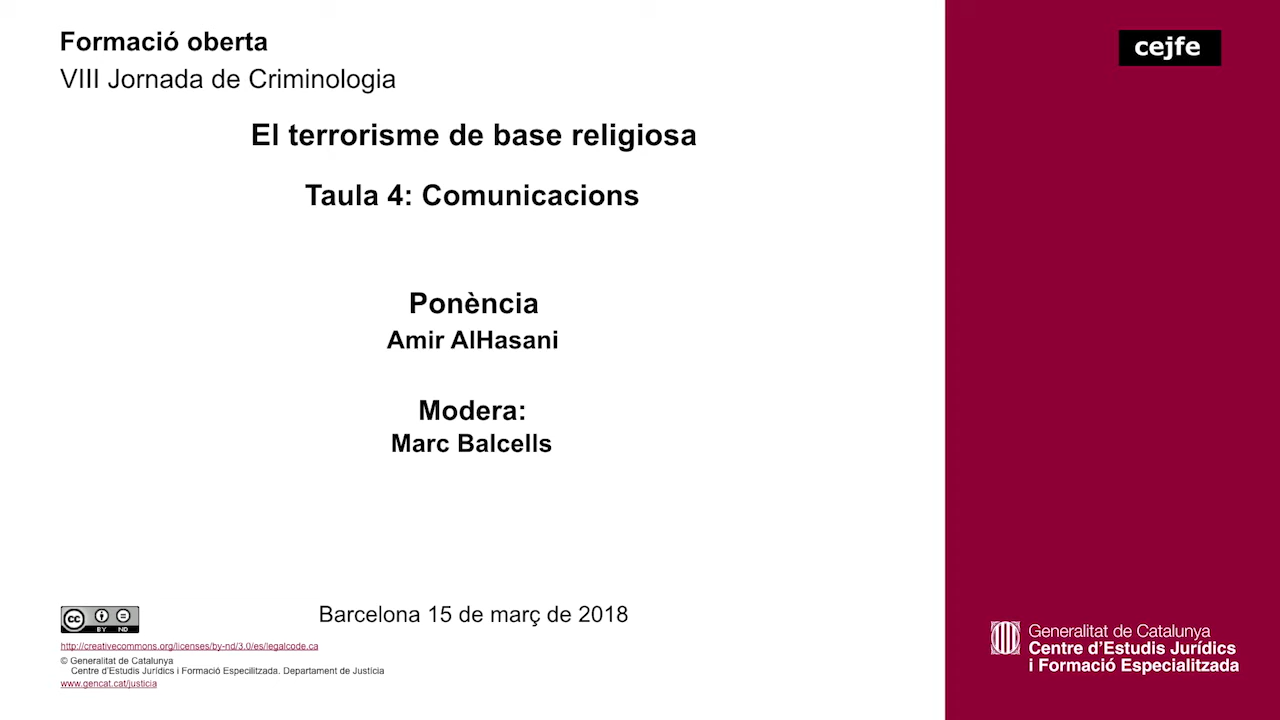 Formació oberta
cejfe
VIII Jornada de Criminologia
El terrorisme de base religiosa
Taula 4: Comunicacions
Ponència
Amir AlHasani
Modera:
Marc Balcells
Barcelona 15 de març de 2018
cc BY ND
http://creativecommons.org/licenses/by-nd/3.0/es/legalcode.ca
© Generalitat de Catalunya
Centre d'Estudis Jurídics i Formació Especilitzada. Departament de Justícia
www.gencat.cat/justicia
Generalitat de Catalunya
Centre d'Estudis Jurídics
i Formació Especialitzada